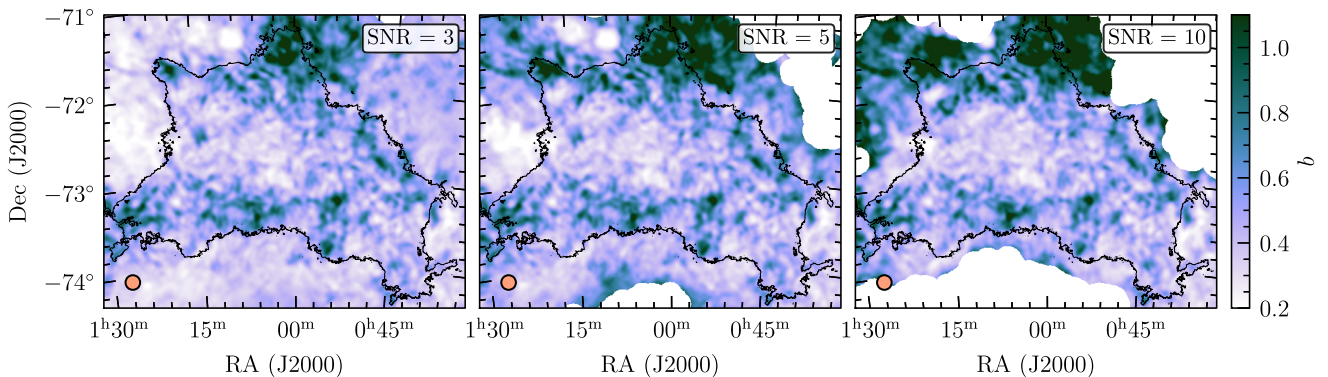 −71°
−72°
−73°
−74°
Dec (J2000)
SNR = 3
SNR = 5
SNR = 10
1.0
0.8
0.6
0.4
0.2
b
1ʰ30ᵐ 15ᵐ 00ᵐ 0ʰ45ᵐ
1ʰ30ᵐ 15ᵐ 00ᵐ 0ʰ45ᵐ
1ʰ30ᵐ 15ᵐ 00ᵐ 0ʰ45ᵐ
RA (J2000)
RA (J2000)
RA (J2000)